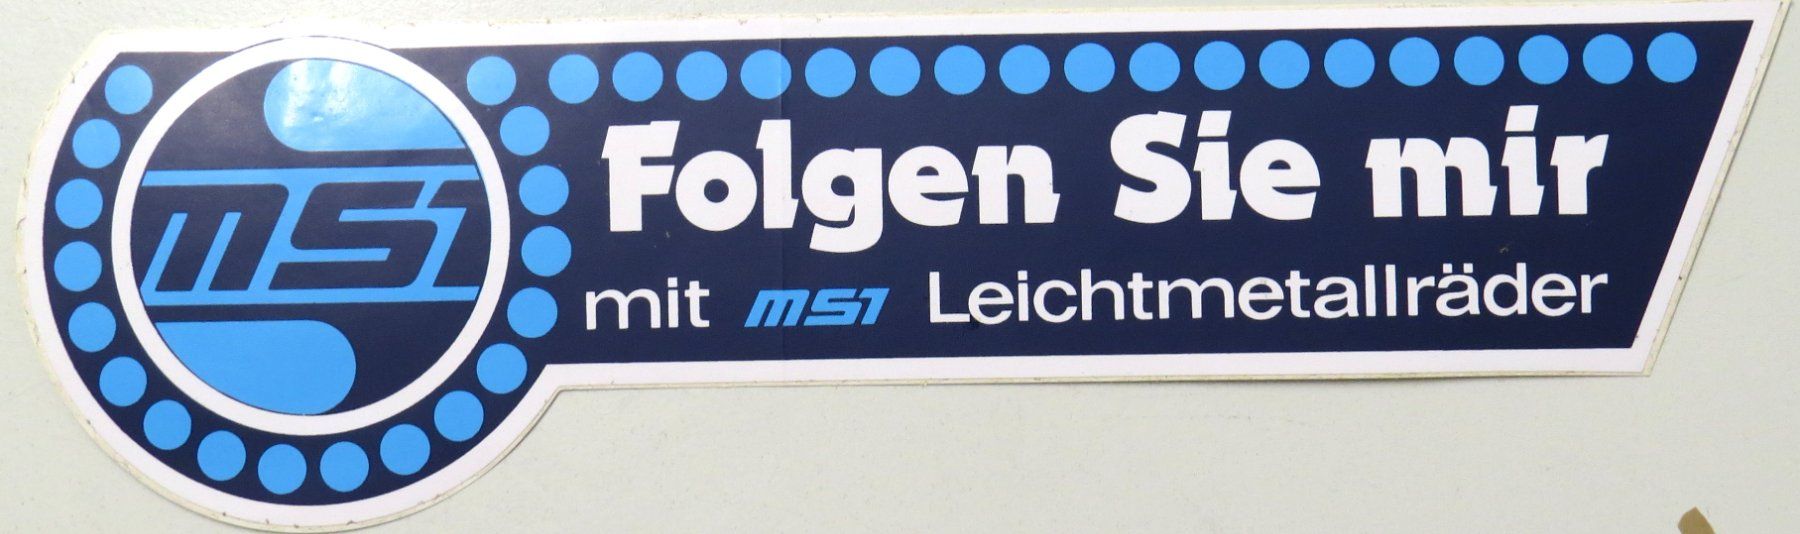 MS1
Folgen Sie mir
mit MS1 Leichtmetallräder